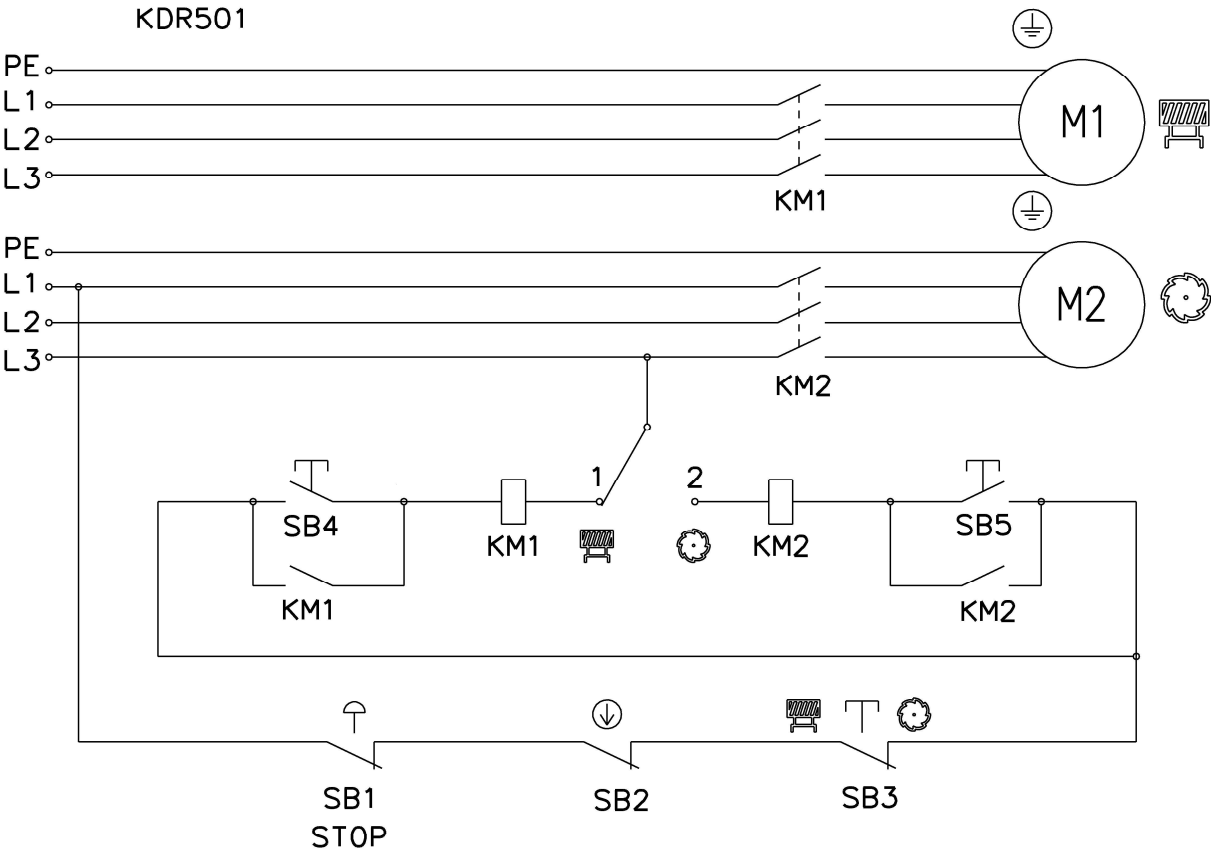 KDR501
PE
L1
L2
L3
M1
KM1
PE
L1
L2
L3
M2
KM2
1 2
SB4 KM1 KM2 SB5
KM1 KM2
SB1 SB2 SB3
STOP